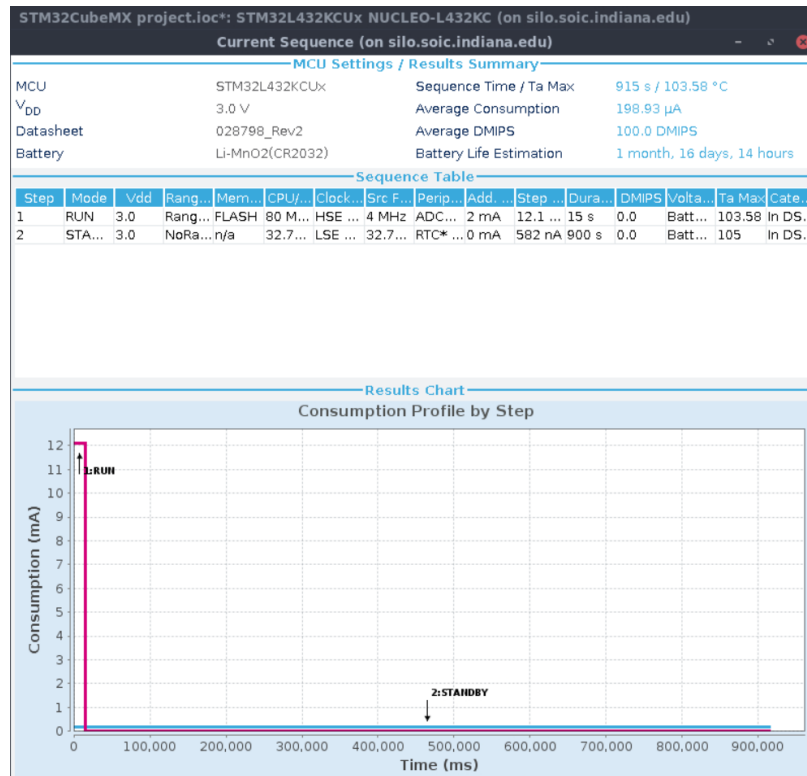 STM32CubeMX project.ioc*: STM32L432KCUx NUCLEO-L432KC (on silo.soic.indiana.edu)
Current Sequence (on silo.soic.indiana.edu)
MCU Settings / Results Summary
MCU STM32L432KCUx Sequence Time / Ta Max 915 s / 103.58 °C
VDD 3.0 V Average Consumption 198.93 µA
Datasheet 028798_Rev2 Average DMIPS 100.0 DMIPS
Battery Li-MnO2(CR2032) Battery Life Estimation 1 month, 16 days, 14 hours
Sequence Table
Step Mode Vdd Rang... Mem... CPU/... Clock... Src F... Perip... Add. ... Step ... Dura... DMIPS Volta... Ta Max Cate...
1 RUN 3.0 Rang... FLASH 80 M... HSE ... 4 MHz ADC... 2 mA 12.1 ... 15 s 0.0 Batt... 103.58 In DS...
2 STA... 3.0 NoRa... n/a 32.7... LSE ... 32.7... RTC* ... 0 mA 582 nA 900 s 0.0 Batt... 105 In DS...
Results Chart
Consumption Profile by Step
12
11
10
9
8
7
6
5
4
3
2
1
0
Consumption (mA)
1:RUN
2:STANDBY
0 100,000 200,000 300,000 400,000 500,000 600,000 700,000 800,000 900,000
Time (ms)